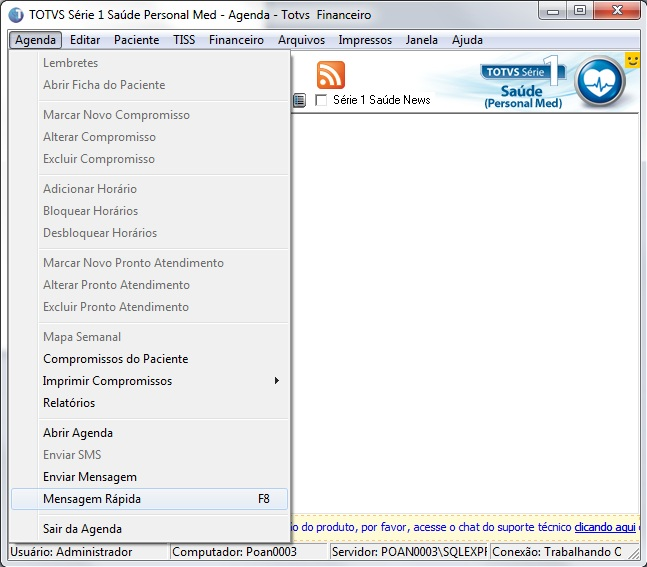 TOTVS Série 1 Saúde Personal Med - Agenda - Totvs Financeiro
Agenda Editar Paciente TISS Financeiro Arquivos Impressos Janela Ajuda
Lembretes
Abrir Ficha do Paciente
Marcar Novo Compromisso
Alterar Compromisso
Excluir Compromisso
Adicionar Horário
Bloquear Horários
Desbloquear Horários
Marcar Novo Pronto Atendimento
Alterar Pronto Atendimento
Excluir Pronto Atendimento
Mapa Semanal
Compromissos do Paciente
Imprimir Compromissos
Relatórios
Abrir Agenda
Enviar SMS
Enviar Mensagem
Mensagem Rápida F8
Sair da Agenda
Série 1 Saúde News
TOTVS Série 1
Saúde
(Personal Med)
ão do produto, por favor, acesse o chat do suporte técnico clicando aqui
Usuário: Administrador Computador: Poan0003 Servidor: POAN0003\SQLEXPF Conexão: Trabalhando O